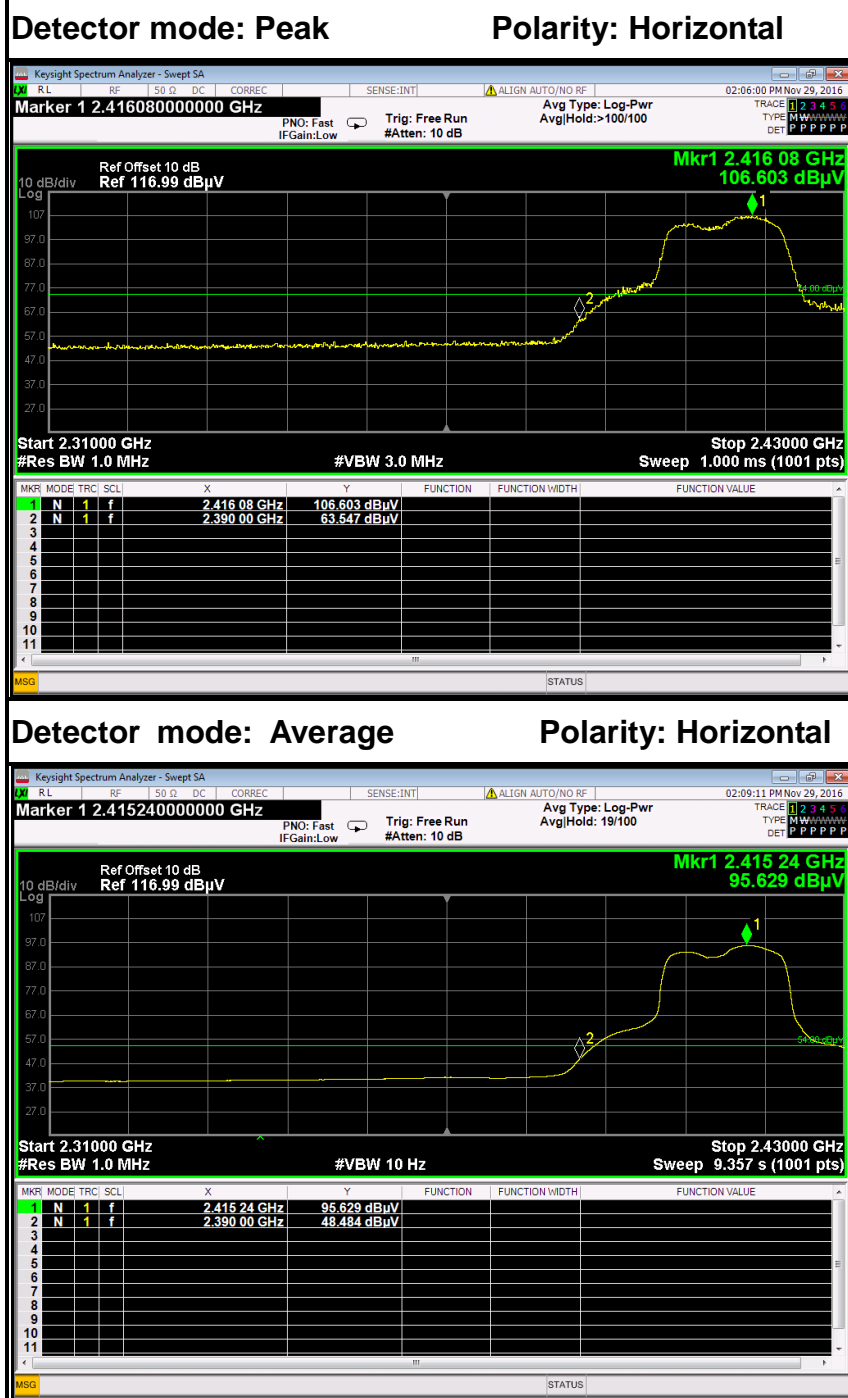 Detector mode: Peak Polarity: Horizontal
Keysight Spectrum Analyzer - Swept SA
LXI RL RF 50 Ω DC CORREC SENSE:INT ALIGN AUTO/NO RF 02:06:00 PM Nov 29, 2016
Marker 1 2.416080000000 GHz Avg Type: Log-Pwr TRACE 1 2 3 4 5 6
PNO: Fast Trig: Free Run Avg|Hold:>100/100 TYPE M W W W W W
IFGain:Low #Atten: 10 dB DET P P P P P P
Mkr1 2.416 08 GHz
Ref Offset 10 dB
10 dB/div Ref 116.99 dBµV 106.603 dBµV
Log
1
107
97.0
87.0
77.0
74.00 dBµV
2
67.0
57.0
47.0
37.0
27.0
Start 2.31000 GHz Stop 2.43000 GHz
#Res BW 1.0 MHz #VBW 3.0 MHz Sweep 1.000 ms (1001 pts)
MKR MODE TRC SCL X Y FUNCTION FUNCTION WIDTH FUNCTION VALUE
1 N 1 f 2.416 08 GHz 106.603 dBµV
2 N 1 f 2.390 00 GHz 63.547 dBµV
3
4
5
6
7
8
9
10
11
MSG STATUS
Detector mode: Average Polarity: Horizontal
Keysight Spectrum Analyzer - Swept SA
LXI RL RF 50 Ω DC CORREC SENSE:INT ALIGN AUTO/NO RF 02:09:11 PM Nov 29, 2016
Marker 1 2.415240000000 GHz Avg Type: Log-Pwr TRACE 1 2 3 4 5 6
PNO: Fast Trig: Free Run Avg|Hold: 19/100 TYPE M W W W W W
IFGain:Low #Atten: 10 dB DET P P P P P P
Mkr1 2.415 24 GHz
Ref Offset 10 dB
10 dB/div Ref 116.99 dBµV 95.629 dBµV
Log
107
1
97.0
87.0
77.0
67.0
57.0
2
54.00 dBµV
47.0
37.0
27.0
Start 2.31000 GHz Stop 2.43000 GHz
#Res BW 1.0 MHz #VBW 10 Hz Sweep 9.357 s (1001 pts)
MKR MODE TRC SCL X Y FUNCTION FUNCTION WIDTH FUNCTION VALUE
1 N 1 f 2.415 24 GHz 95.629 dBµV
2 N 1 f 2.390 00 GHz 48.484 dBµV
3
4
5
6
7
8
9
10
11
MSG STATUS